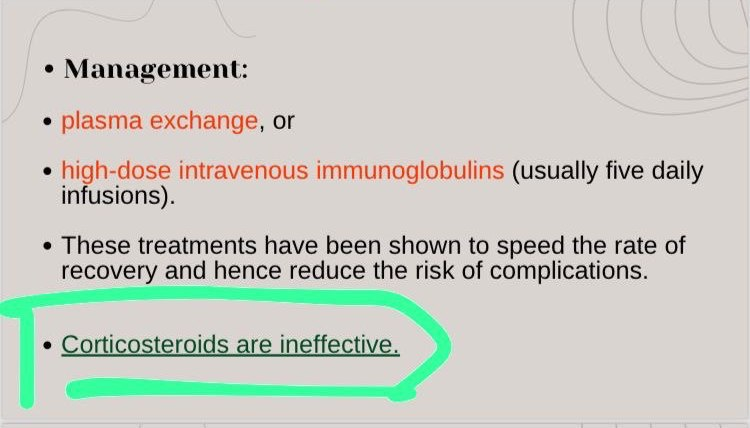 • Management:
• plasma exchange, or
• high-dose intravenous immunoglobulins (usually five daily
infusions).
• These treatments have been shown to speed the rate of
recovery and hence reduce the risk of complications.
• Corticosteroids are ineffective.